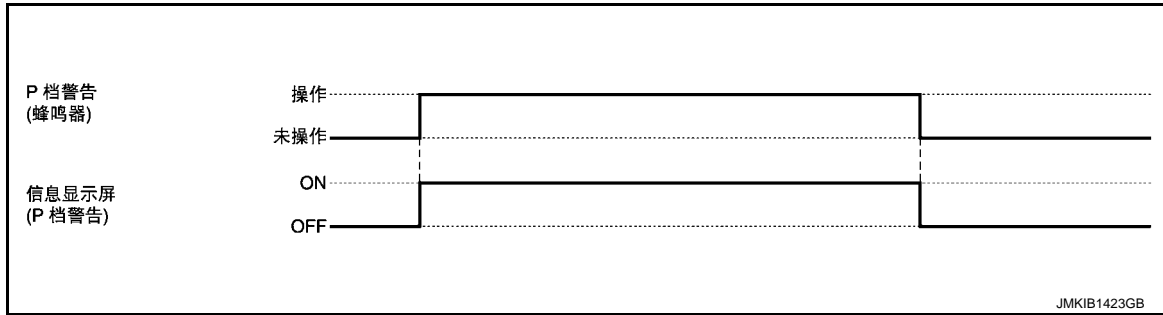 P 档警告
(蜂鸣器)
操作
未操作
信息显示屏
(P 档警告)
ON
OFF
JMKIB1423GB